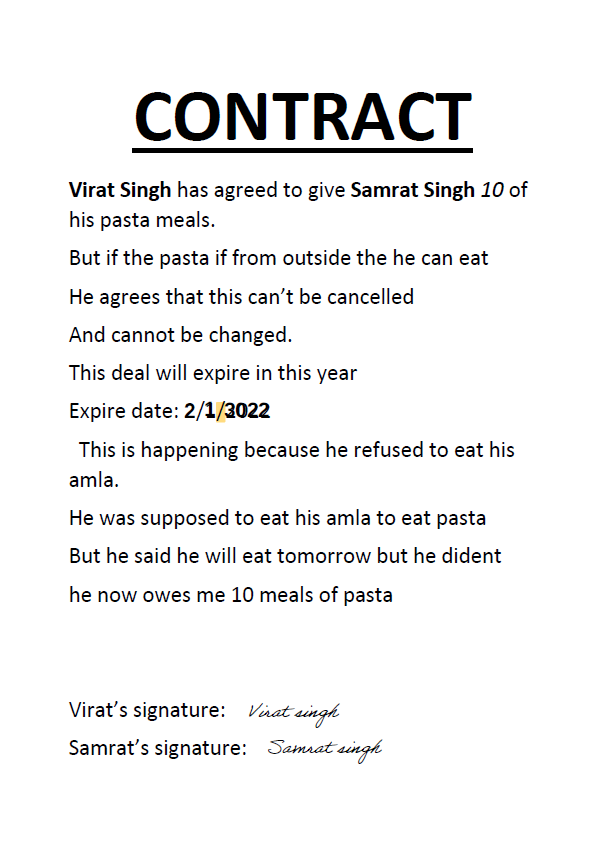 CONTRACT
Virat Singh has agreed to give Samrat Singh 10 of
his pasta meals.
But if the pasta if from outside the he can eat
He agrees that this can’t be cancelled
And cannot be changed.
This deal will expire in this year
Expire date: 2/1/3022
This is happening because he refused to eat his
amla.
He was supposed to eat his amla to eat pasta
But he said he will eat tomorrow but he dident
he now owes me 10 meals of pasta
Virat’s signature: Virat singh
Samrat’s signature: Samrat singh